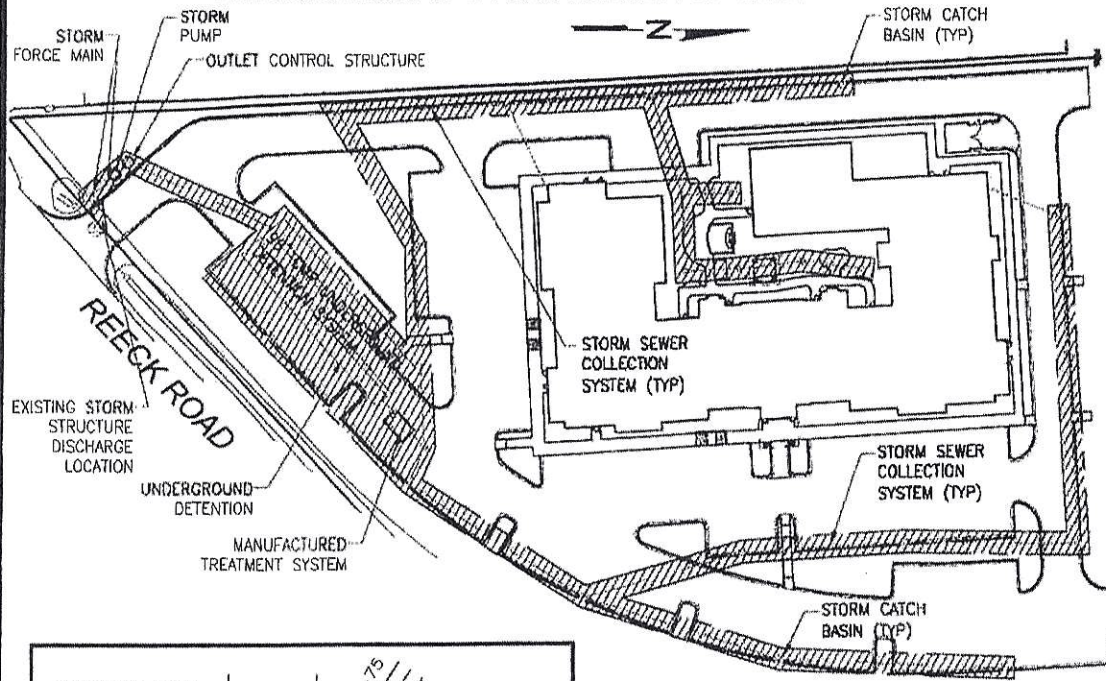 STORM
PUMP
STORM
FORCE MAIN
OUTLET CONTROL STRUCTURE
N
STORM CATCH
BASIN (TYP)
REECK ROAD
STORM SEWER
COLLECTION
SYSTEM (TYP)
EXISTING STORM
STRUCTURE
DISCHARGE
LOCATION
UNDERGROUND
DETENTION
MANUFACTURED
TREATMENT SYSTEM
STORM SEWER
COLLECTION
SYSTEM (TYP)
STORM CATCH
BASIN (TYP)
75